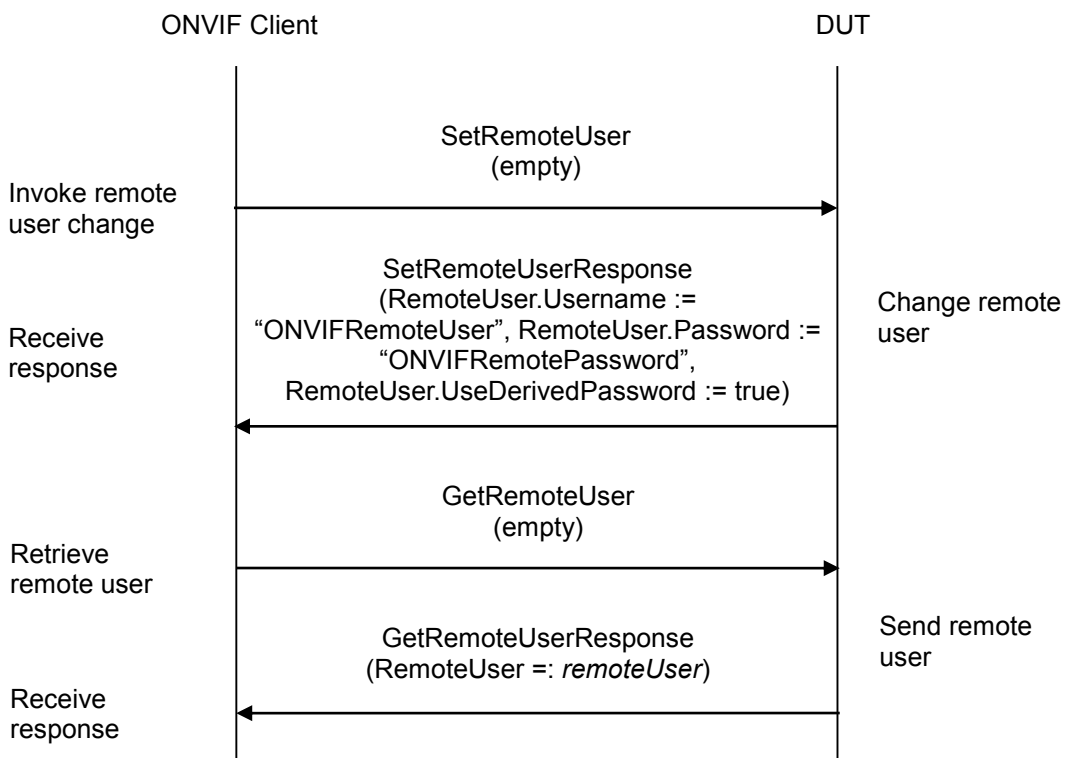 ONVIF Client
DUT
SetRemoteUser
(empty)
Invoke remote
user change
SetRemoteUserResponse
(RemoteUser.Username :=
“ONVIFRemoteUser”, RemoteUser.Password :=
“ONVIFRemotePassword”,
RemoteUser.UseDerivedPassword := true)
Change remote
user
Receive
response
GetRemoteUser
(empty)
Retrieve
remote user
GetRemoteUserResponse
(RemoteUser =: remoteUser)
Send remote
user
Receive
response